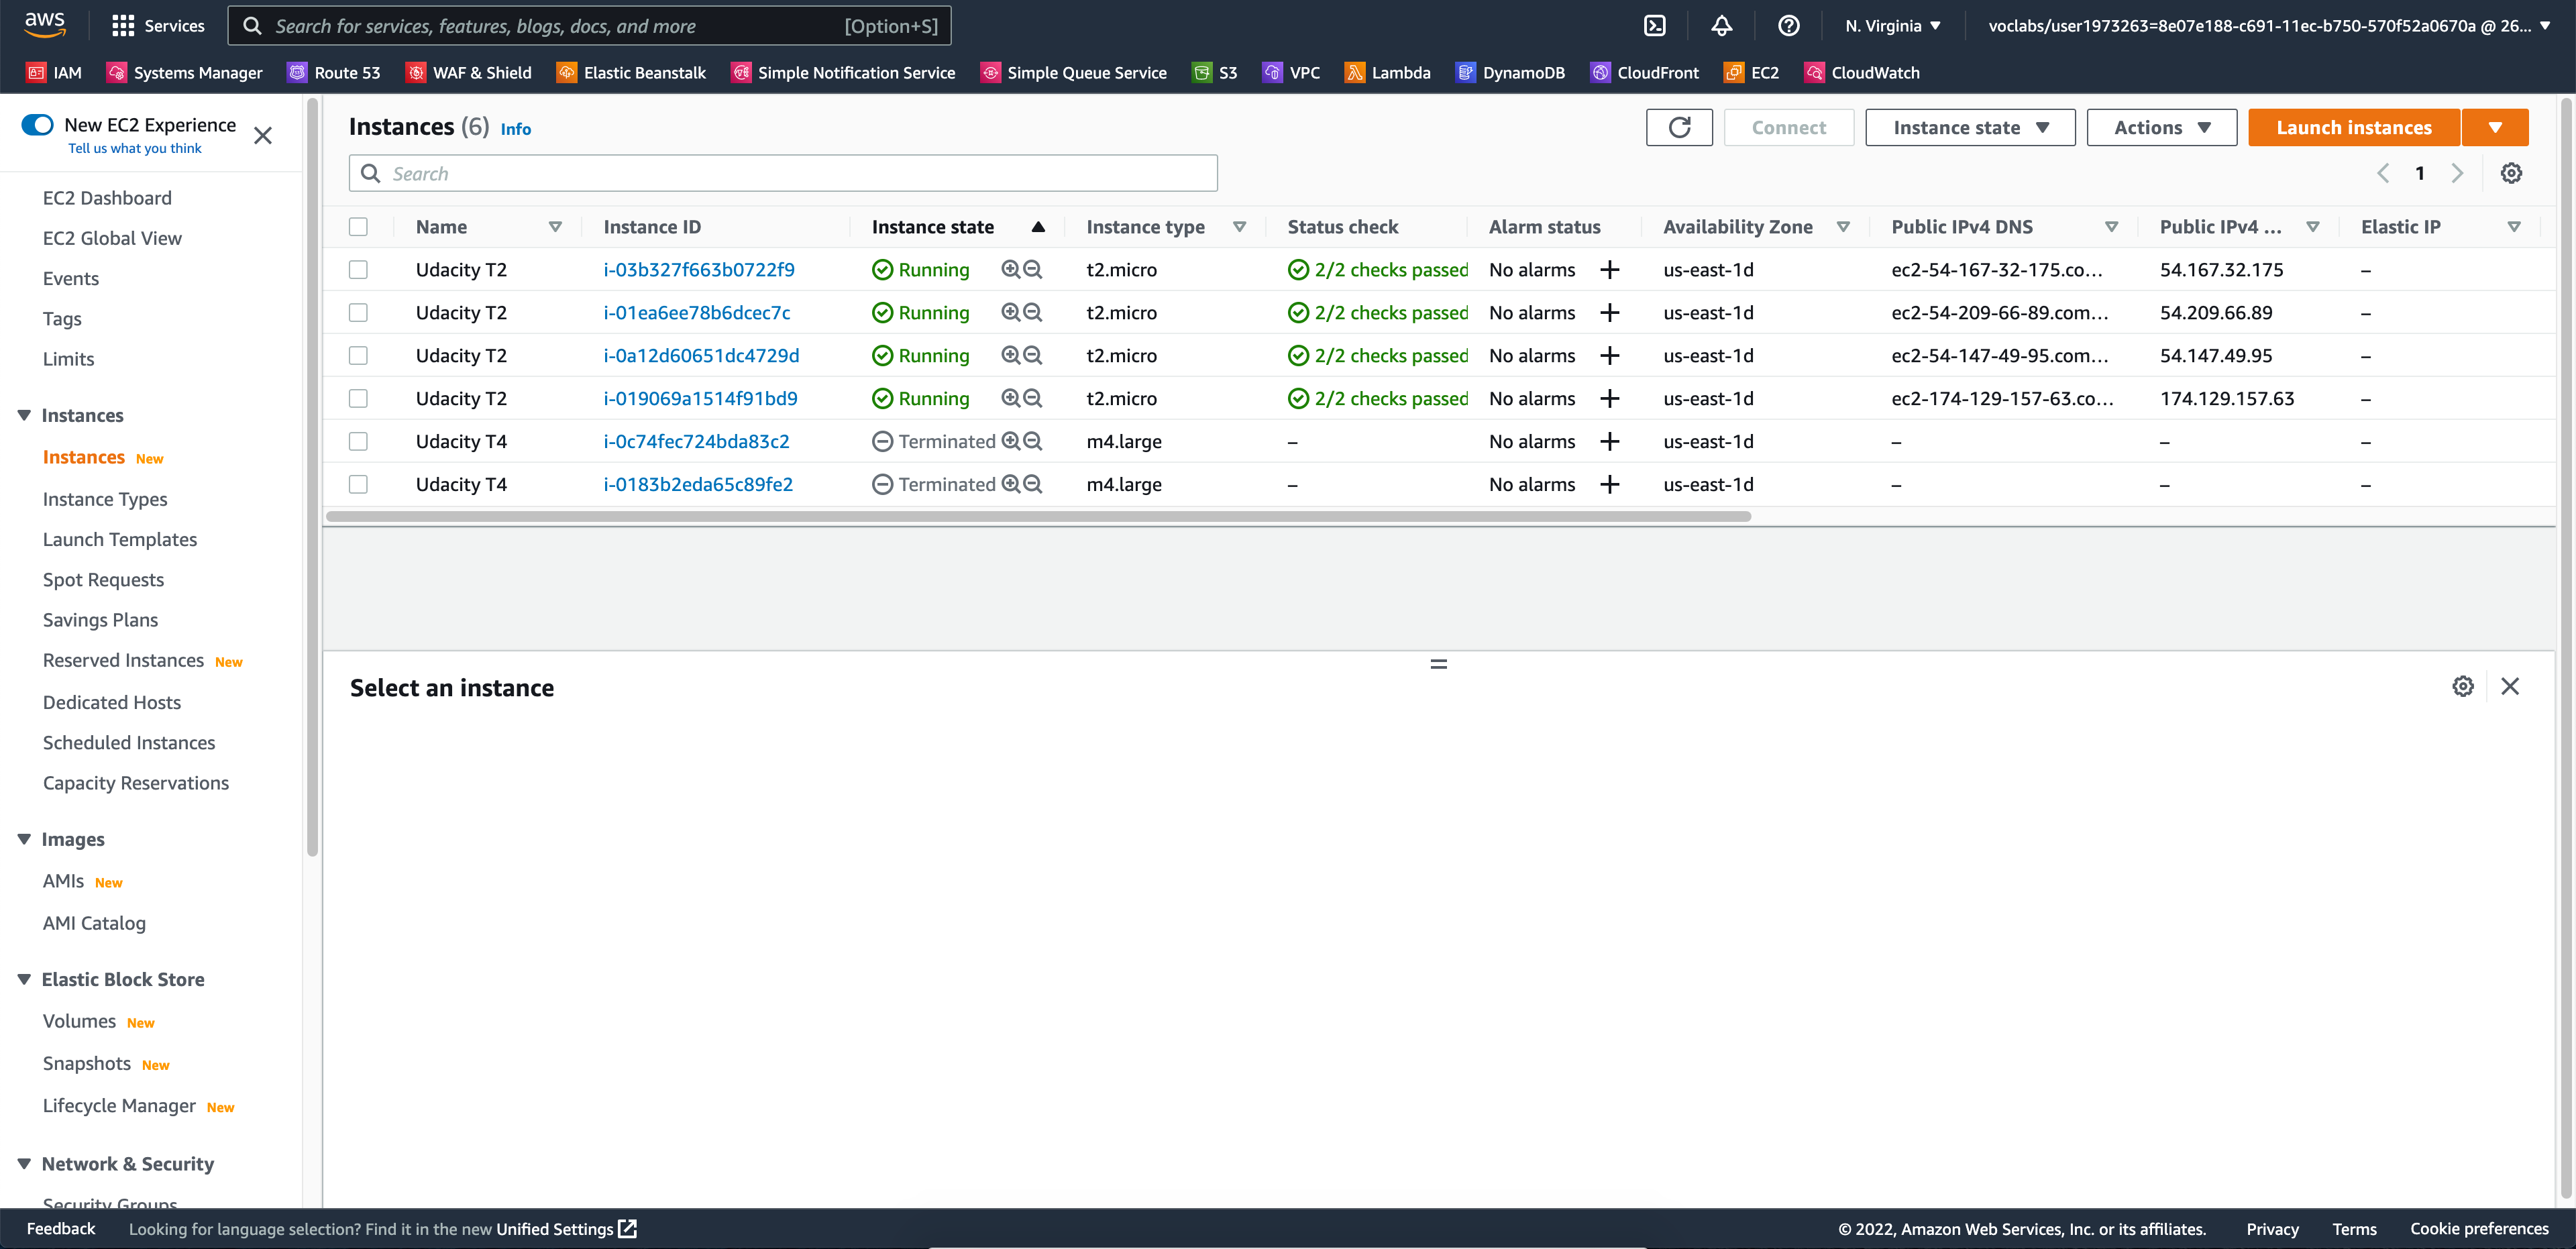 aws Services Search for services, features, blogs, docs, and more [Option+S] N. Virginia voclabs/user1973263=8e07e188-c691-11ec-b750-570f52a0670a @ 26...
IAM Systems Manager Route 53 WAF & Shield Elastic Beanstalk Simple Notification Service Simple Queue Service S3 VPC Lambda DynamoDB CloudFront EC2 CloudWatch
New EC2 Experience
Tell us what you think
EC2 Dashboard
EC2 Global View
Events
Tags
Limits
Instances
Instances New
Instance Types
Launch Templates
Spot Requests
Savings Plans
Reserved Instances New
Dedicated Hosts
Scheduled Instances
Capacity Reservations
Images
AMIs New
AMI Catalog
Elastic Block Store
Volumes New
Snapshots New
Lifecycle Manager New
Network & Security
Security Groups
Instances (6) Info Connect Instance state Actions Launch instances
Search 1
Name Instance ID Instance state Instance type Status check Alarm status Availability Zone Public IPv4 DNS Public IPv4 ... Elastic IP
Udacity T2 i-03b327f663b0722f9 Running t2.micro 2/2 checks passed No alarms + us-east-1d ec2-54-167-32-175.co... 54.167.32.175 –
Udacity T2 i-01ea6ee78b6dcec7c Running t2.micro 2/2 checks passed No alarms + us-east-1d ec2-54-209-66-89.com... 54.209.66.89 –
Udacity T2 i-0a12d60651dc4729d Running t2.micro 2/2 checks passed No alarms + us-east-1d ec2-54-147-49-95.com... 54.147.49.95 –
Udacity T2 i-019069a1514f91bd9 Running t2.micro 2/2 checks passed No alarms + us-east-1d ec2-174-129-157-63.co... 174.129.157.63 –
Udacity T4 i-0c74fec724bda83c2 Terminated m4.large – No alarms + us-east-1d – – –
Udacity T4 i-0183b2eda65c89fe2 Terminated m4.large – No alarms + us-east-1d – – –
Select an instance
Feedback Looking for language selection? Find it in the new Unified Settings © 2022, Amazon Web Services, Inc. or its affiliates. Privacy Terms Cookie preferences